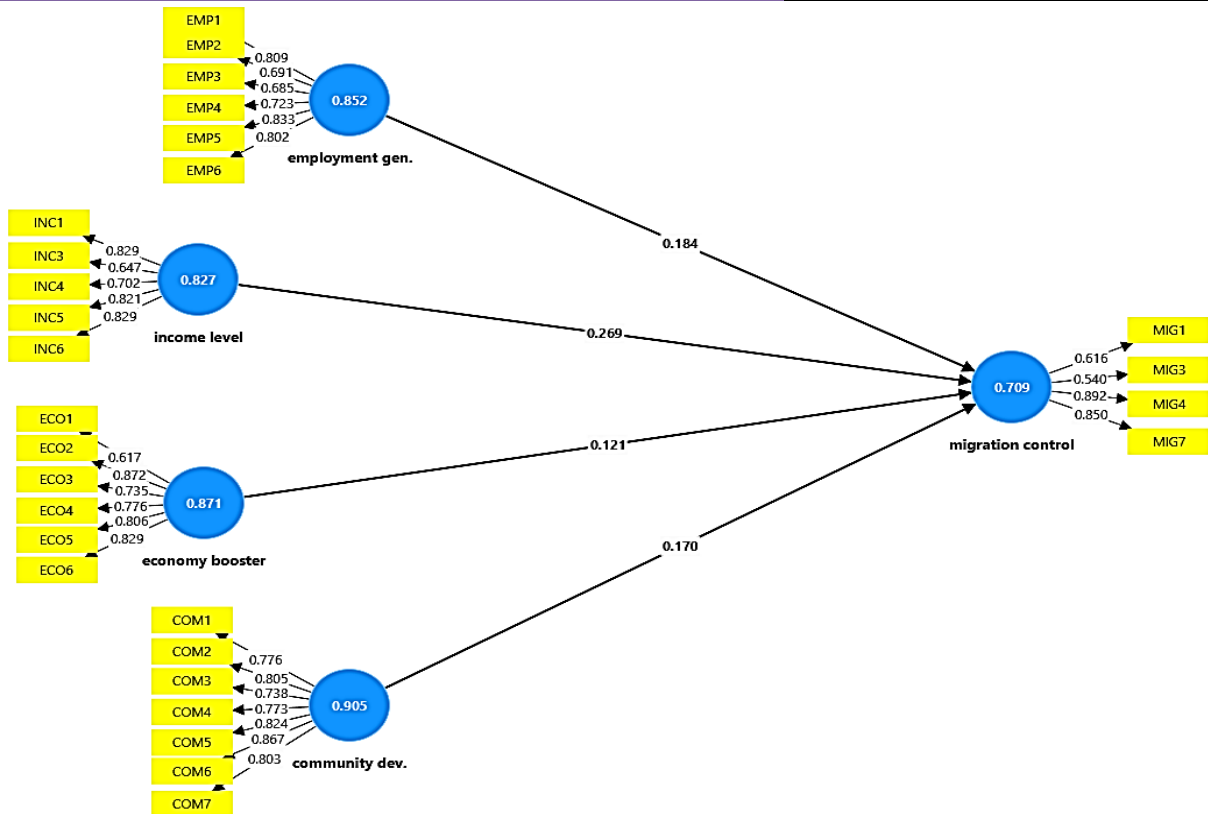 EMP1
EMP2
EMP3
EMP4
EMP5
EMP6
0.809
0.691
0.685
0.723
0.833
0.802
0.852
employment gen.
0.184
INC1
INC3
INC4
INC5
INC6
0.829
0.647
0.702
0.821
0.829
0.827
income level
0.269
ECO1
ECO2
ECO3
ECO4
ECO5
ECO6
0.617
0.872
0.735
0.776
0.806
0.829
0.871
economy booster
0.121
COM1
COM2
COM3
COM4
COM5
COM6
COM7
0.776
0.805
0.738
0.773
0.824
0.867
0.803
0.905
community dev.
0.170
0.709
migration control
0.616
0.540
0.892
0.850
MIG1
MIG3
MIG4
MIG7